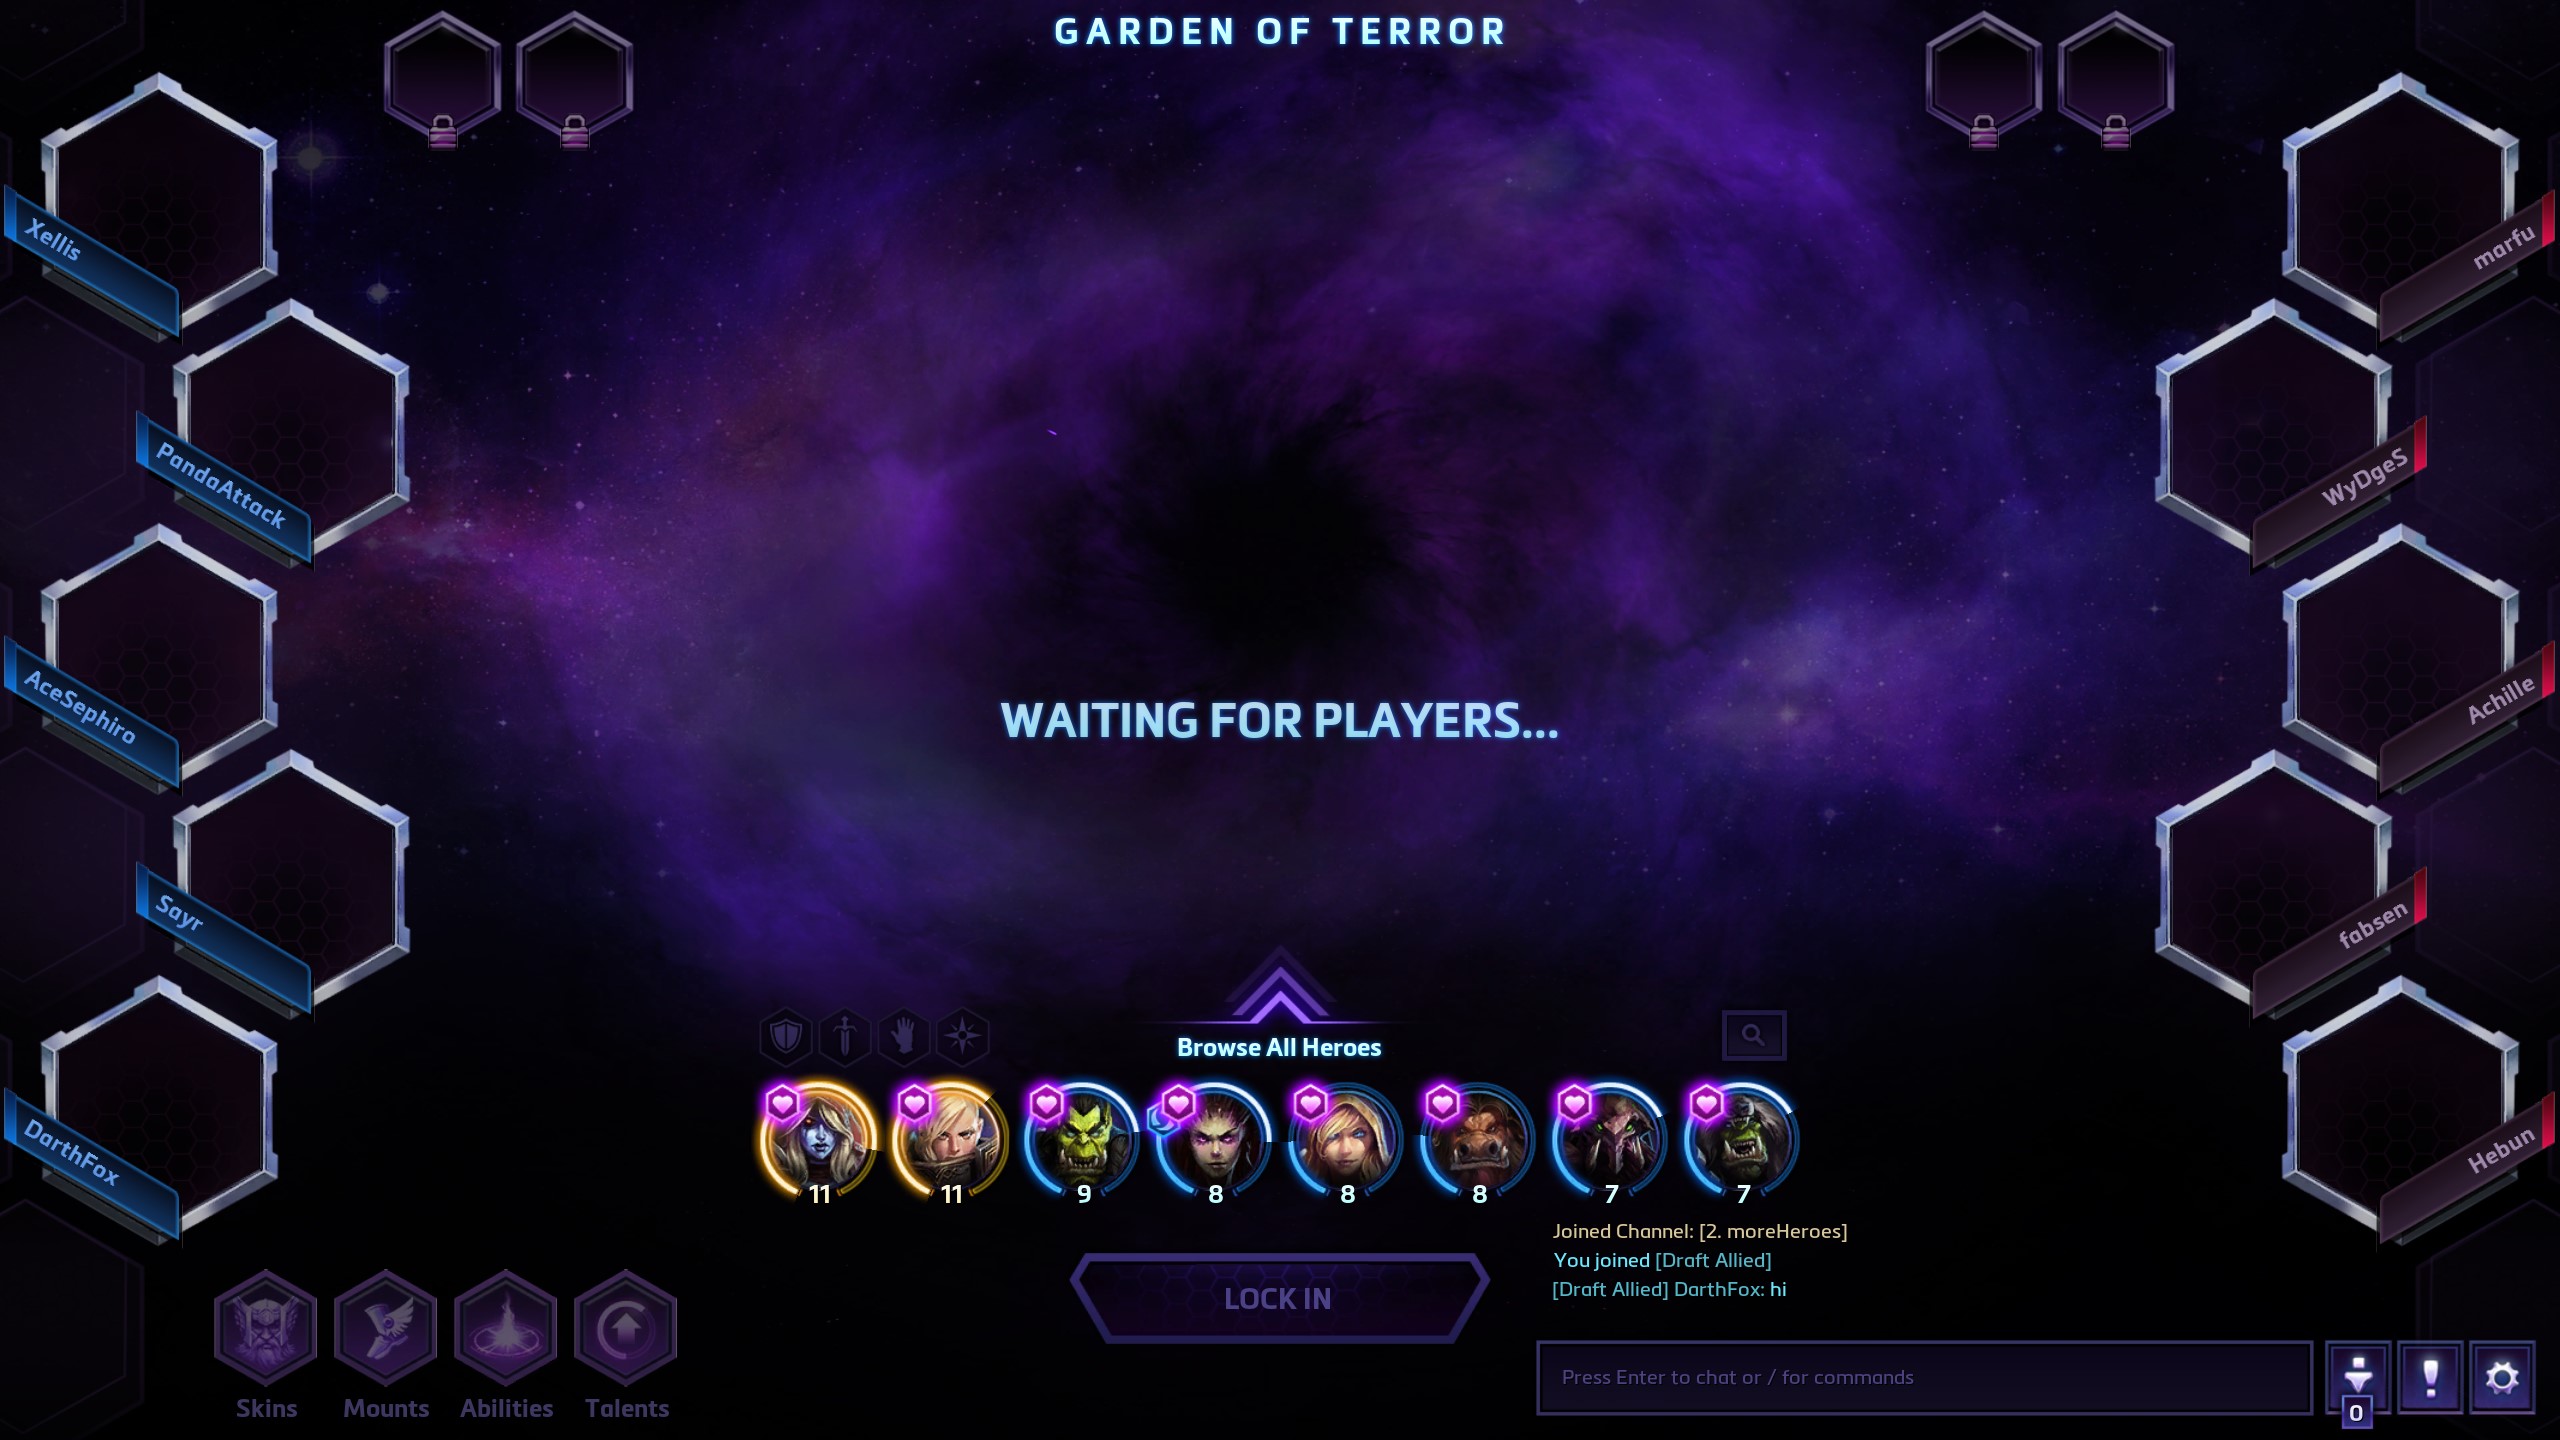 GARDEN OF TERROR
Xellis
PandaAttack
AceSephiro
Sayr
DarthFox
marfu
WyDgeS
Achille
fabsen
Hebun
WAITING FOR PLAYERS...
Browse All Heroes
11 11 9 8 8 8 7 7
Joined Channel: [2. moreHeroes]
You joined [Draft Allied]
[Draft Allied] DarthFox: hi
LOCK IN
Press Enter to chat or / for commands
0
Skins Mounts Abilities Talents